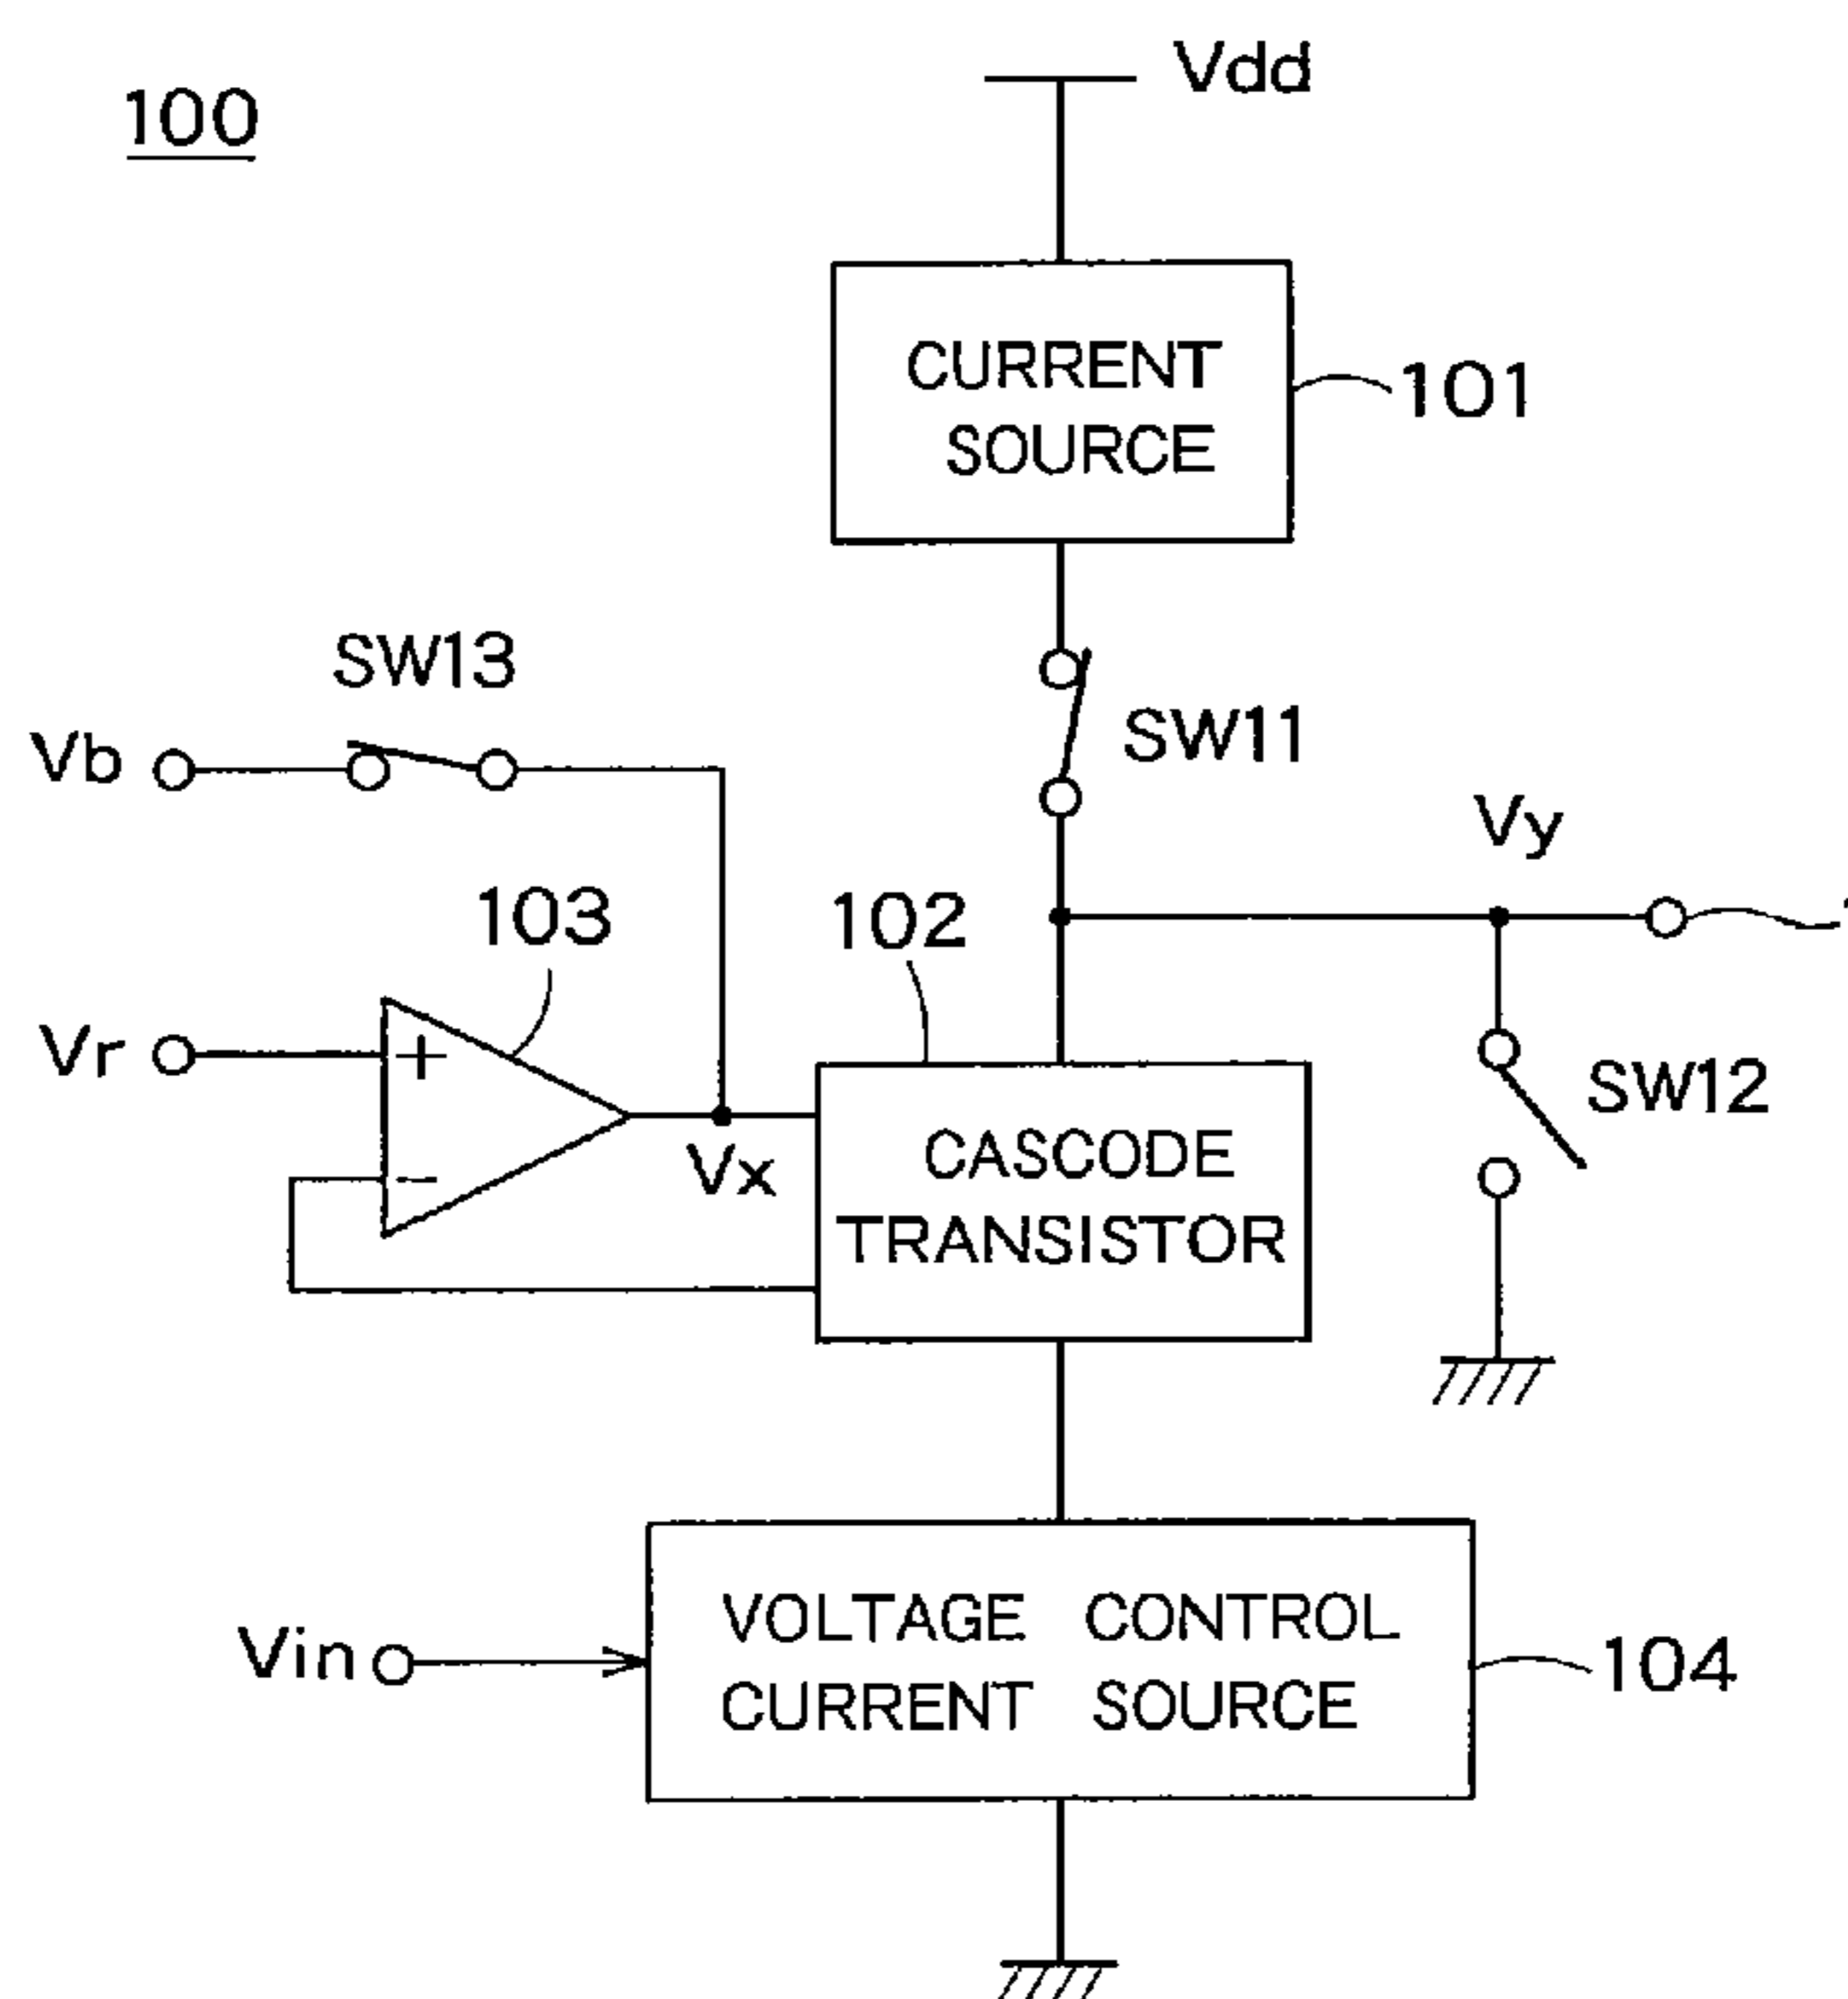 100
Vdd
CURRENT
SOURCE
101
SW13
Vb
SW11
Vy
103
102
Vr
+
SW12
Vx
−
CASCODE
TRANSISTOR
VOLTAGE CONTROL
CURRENT SOURCE
Vin
104